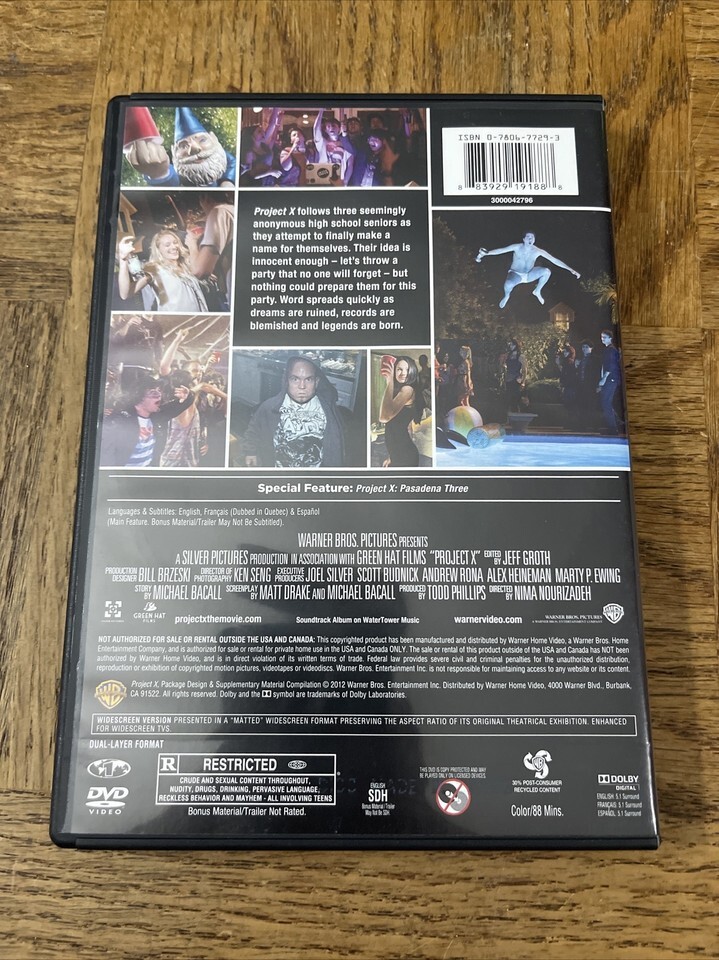 ISBN 0-7806-7729-3
8 83929 19188 8
3000042796
Project X follows three seemingly
anonymous high school seniors as
they attempt to finally make a
name for themselves. Their idea is
innocent enough – let's throw a
party that no one will forget – but
nothing could prepare them for this
party. Word spreads quickly as
dreams are ruined, records are
blemished and legends are born.
Special Feature: Project X: Pasadena Three
Languages & Subtitles: English, Français (Dubbed in Quebec) & Español
(Main Feature. Bonus Material/Trailer May Not Be Subtitled).
WARNER BROS. PICTURES PRESENTS
A SILVER PICTURES PRODUCTION IN ASSOCIATION WITH GREEN HAT FILMS "PROJECT X" EDITED BY JEFF GROTH
PRODUCTION DESIGNER BILL BRZESKI DIRECTOR OF PHOTOGRAPHY KEN SENG EXECUTIVE PRODUCERS JOEL SILVER SCOTT BUDNICK ANDREW RONA ALEX HEINEMAN MARTY P. EWING
STORY BY MICHAEL BACALL SCREENPLAY BY MATT DRAKE AND MICHAEL BACALL PRODUCED BY TODD PHILLIPS DIRECTED BY NIMA NOURIZADEH
GREEN HAT FILMS projectxthemovie.com Soundtrack Album on WaterTower Music warnervideo.com WARNER BROS. PICTURES
NOT AUTHORIZED FOR SALE OR RENTAL OUTSIDE THE USA AND CANADA: This copyrighted product has been manufactured and distributed by Warner Home Video, a Warner Bros. Home
Entertainment Company, and is authorized for sale or rental for private home use in the USA and Canada ONLY. The sale or rental of this product outside of the USA and Canada has NOT been
authorized by Warner Home Video, and is in direct violation of its written terms of trade. Federal law provides severe civil and criminal penalties for the unauthorized distribution,
reproduction or exhibition of copyrighted motion pictures, videotapes or videodiscs. Warner Bros. Entertainment Inc. is not responsible for maintaining access to any website or its content.
Project X, Package Design & Supplementary Material Compilation © 2012 Warner Bros. Entertainment Inc. Distributed by Warner Home Video, 4000 Warner Blvd., Burbank,
CA 91522. All rights reserved. Dolby and the DD symbol are trademarks of Dolby Laboratories.
WIDESCREEN VERSION PRESENTED IN A "MATTED" WIDESCREEN FORMAT PRESERVING THE ASPECT RATIO OF ITS ORIGINAL THEATRICAL EXHIBITION. ENHANCED
FOR WIDESCREEN TVS.
DUAL-LAYER FORMAT
1
DVD
VIDEO
R RESTRICTED
CRUDE AND SEXUAL CONTENT THROUGHOUT,
NUDITY, DRUGS, DRINKING, PERVASIVE LANGUAGE,
RECKLESS BEHAVIOR AND MAYHEM - ALL INVOLVING TEENS
Bonus Material/Trailer Not Rated.
ENGLISH
SDH
Bonus Material / Trailer
May Not Be SDH.
THIS DVD IS COPY PROTECTED AND MAY
BE PLAYED ONLY ON LICENSED DEVICES.
30% POST-CONSUMER
RECYCLED CONTENT
Color/88 Mins.
DOLBY
DIGITAL
ENGLISH: 5.1 Surround
FRANÇAIS: 5.1 Surround
ESPAÑOL: 5.1 Surround